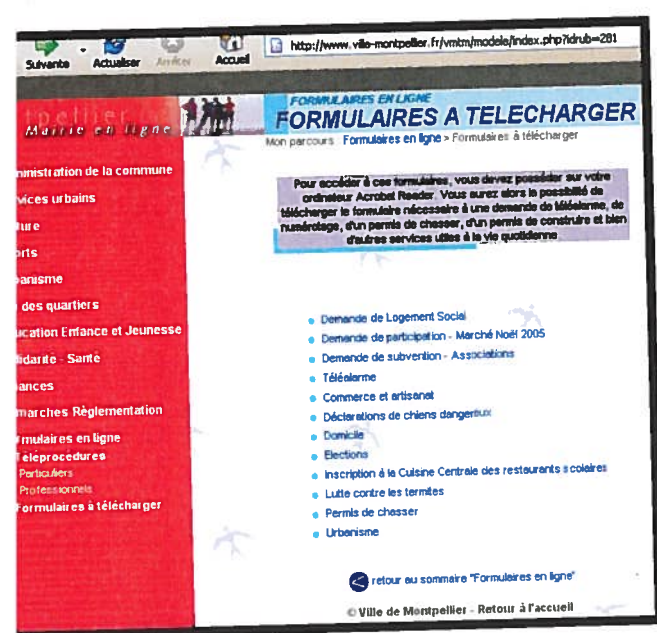 Suivante Actualiser Arrêter Accueil
http://www.ville-montpellier.fr/vmtm/modele/index.php?idrub=281
tpellier
Mairie en ligne
FORMULAIRES EN LIGNE
FORMULAIRES A TELECHARGER
Mon parcours : Formulaires en ligne > Formulaires à télécharger
ministration de la commune
vices urbains
ture
orts
banisme
des quartiers
ucation Enfance et Jeunesse
lidarité - Santé
ances
marches Règlementation
rmulaires en ligne
Téléprocédures
Particuliers
Professionnels
Formulaires à télécharger
Pour accéder à ces formulaires, vous devez posséder sur votre
ordinateur Acrobat Reader. Vous aurez alors la possibilité de
télécharger le formulaire nécessaire à une demande de téléalarme, de
numérotage, d'un permis de chasser, d'un permis de construire et bien
d'autres services utiles à la vie quotidienne
Demande de Logement Social
Demande de participation - Marché Noël 2005
Demande de subvention - Associations
Téléalarme
Commerce et artisanat
Déclarations de chiens dangereux
Domicile
Elections
Inscription à la Cuisine Centrale des restaurants scolaires
Lutte contre les termites
Permis de chasser
Urbanisme
retour au sommaire "Formulaires en ligne"
© Ville de Montpellier - Retour à l'accueil